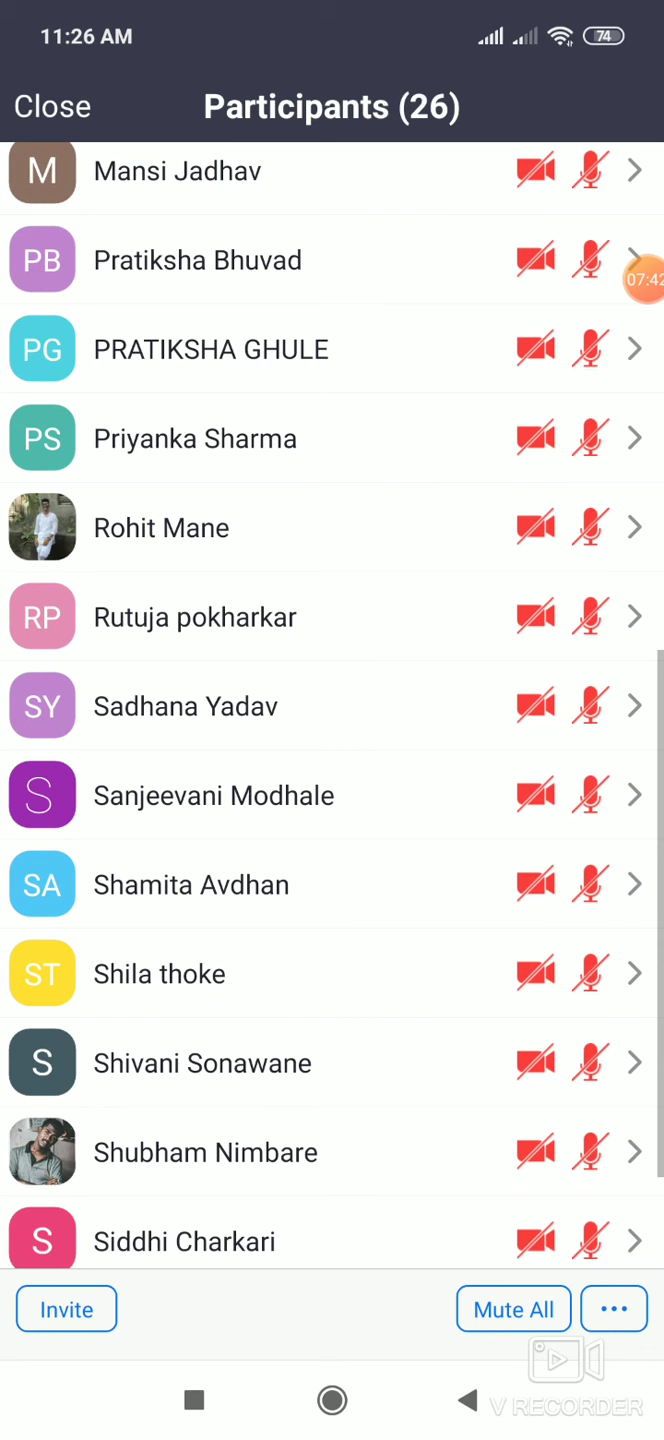 11:26 AM 74
Close Participants (26)
M Mansi Jadhav
PB Pratiksha Bhuvad
07:42
PG PRATIKSHA GHULE
PS Priyanka Sharma
Rohit Mane
RP Rutuja pokharkar
SY Sadhana Yadav
S Sanjeevani Modhale
SA Shamita Avdhan
ST Shila thoke
S Shivani Sonawane
Shubham Nimbare
S Siddhi Charkari
Invite Mute All ...
V RECORDER